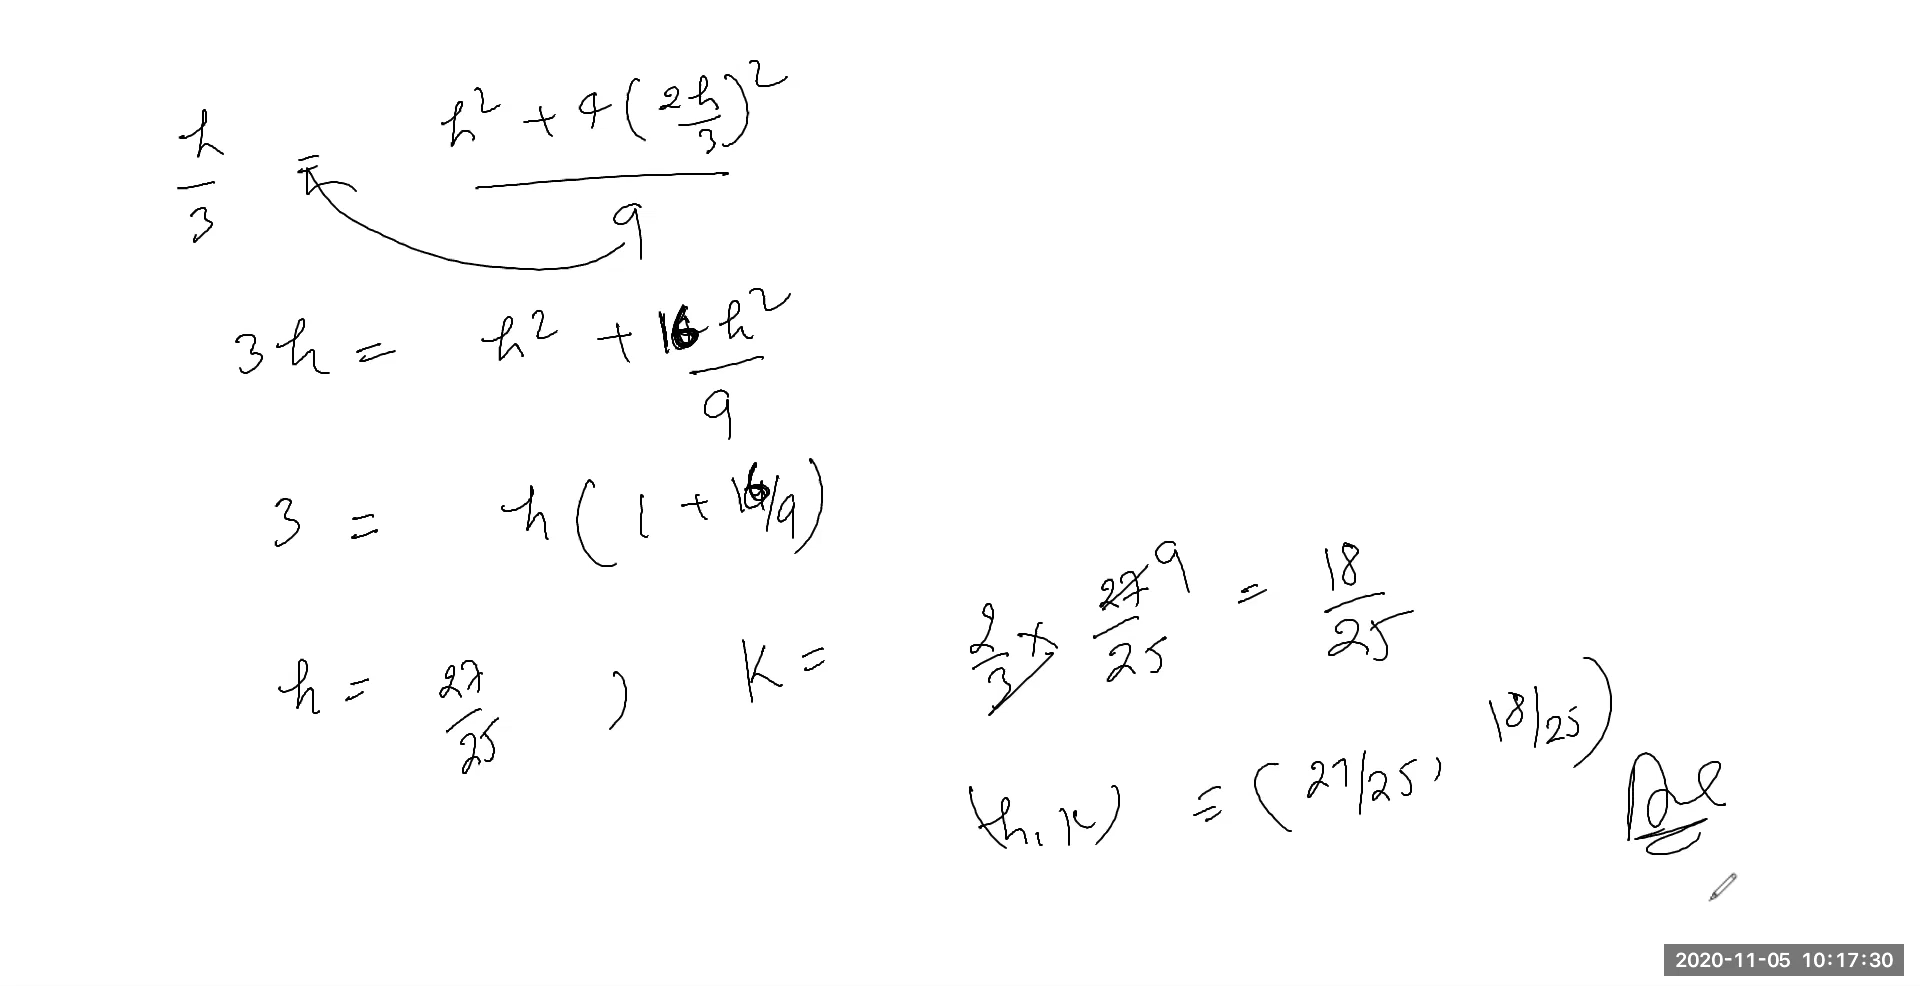 h/3 = (h² + 4(2h/3)²)/9
3h = h² + 16h²/9
3 = h(1 + 16/9)
h = 27/25 , K = 2/3 × 27/25 9 = 18/25
(h, K) ≡ (27/25, 18/25)
2020-11-05 10:17:30